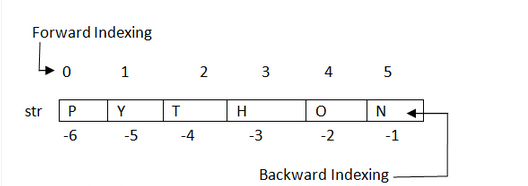 Forward Indexing
0 1 2 3 4 5
str P Y T H O N
-6 -5 -4 -3 -2 -1
Backward Indexing